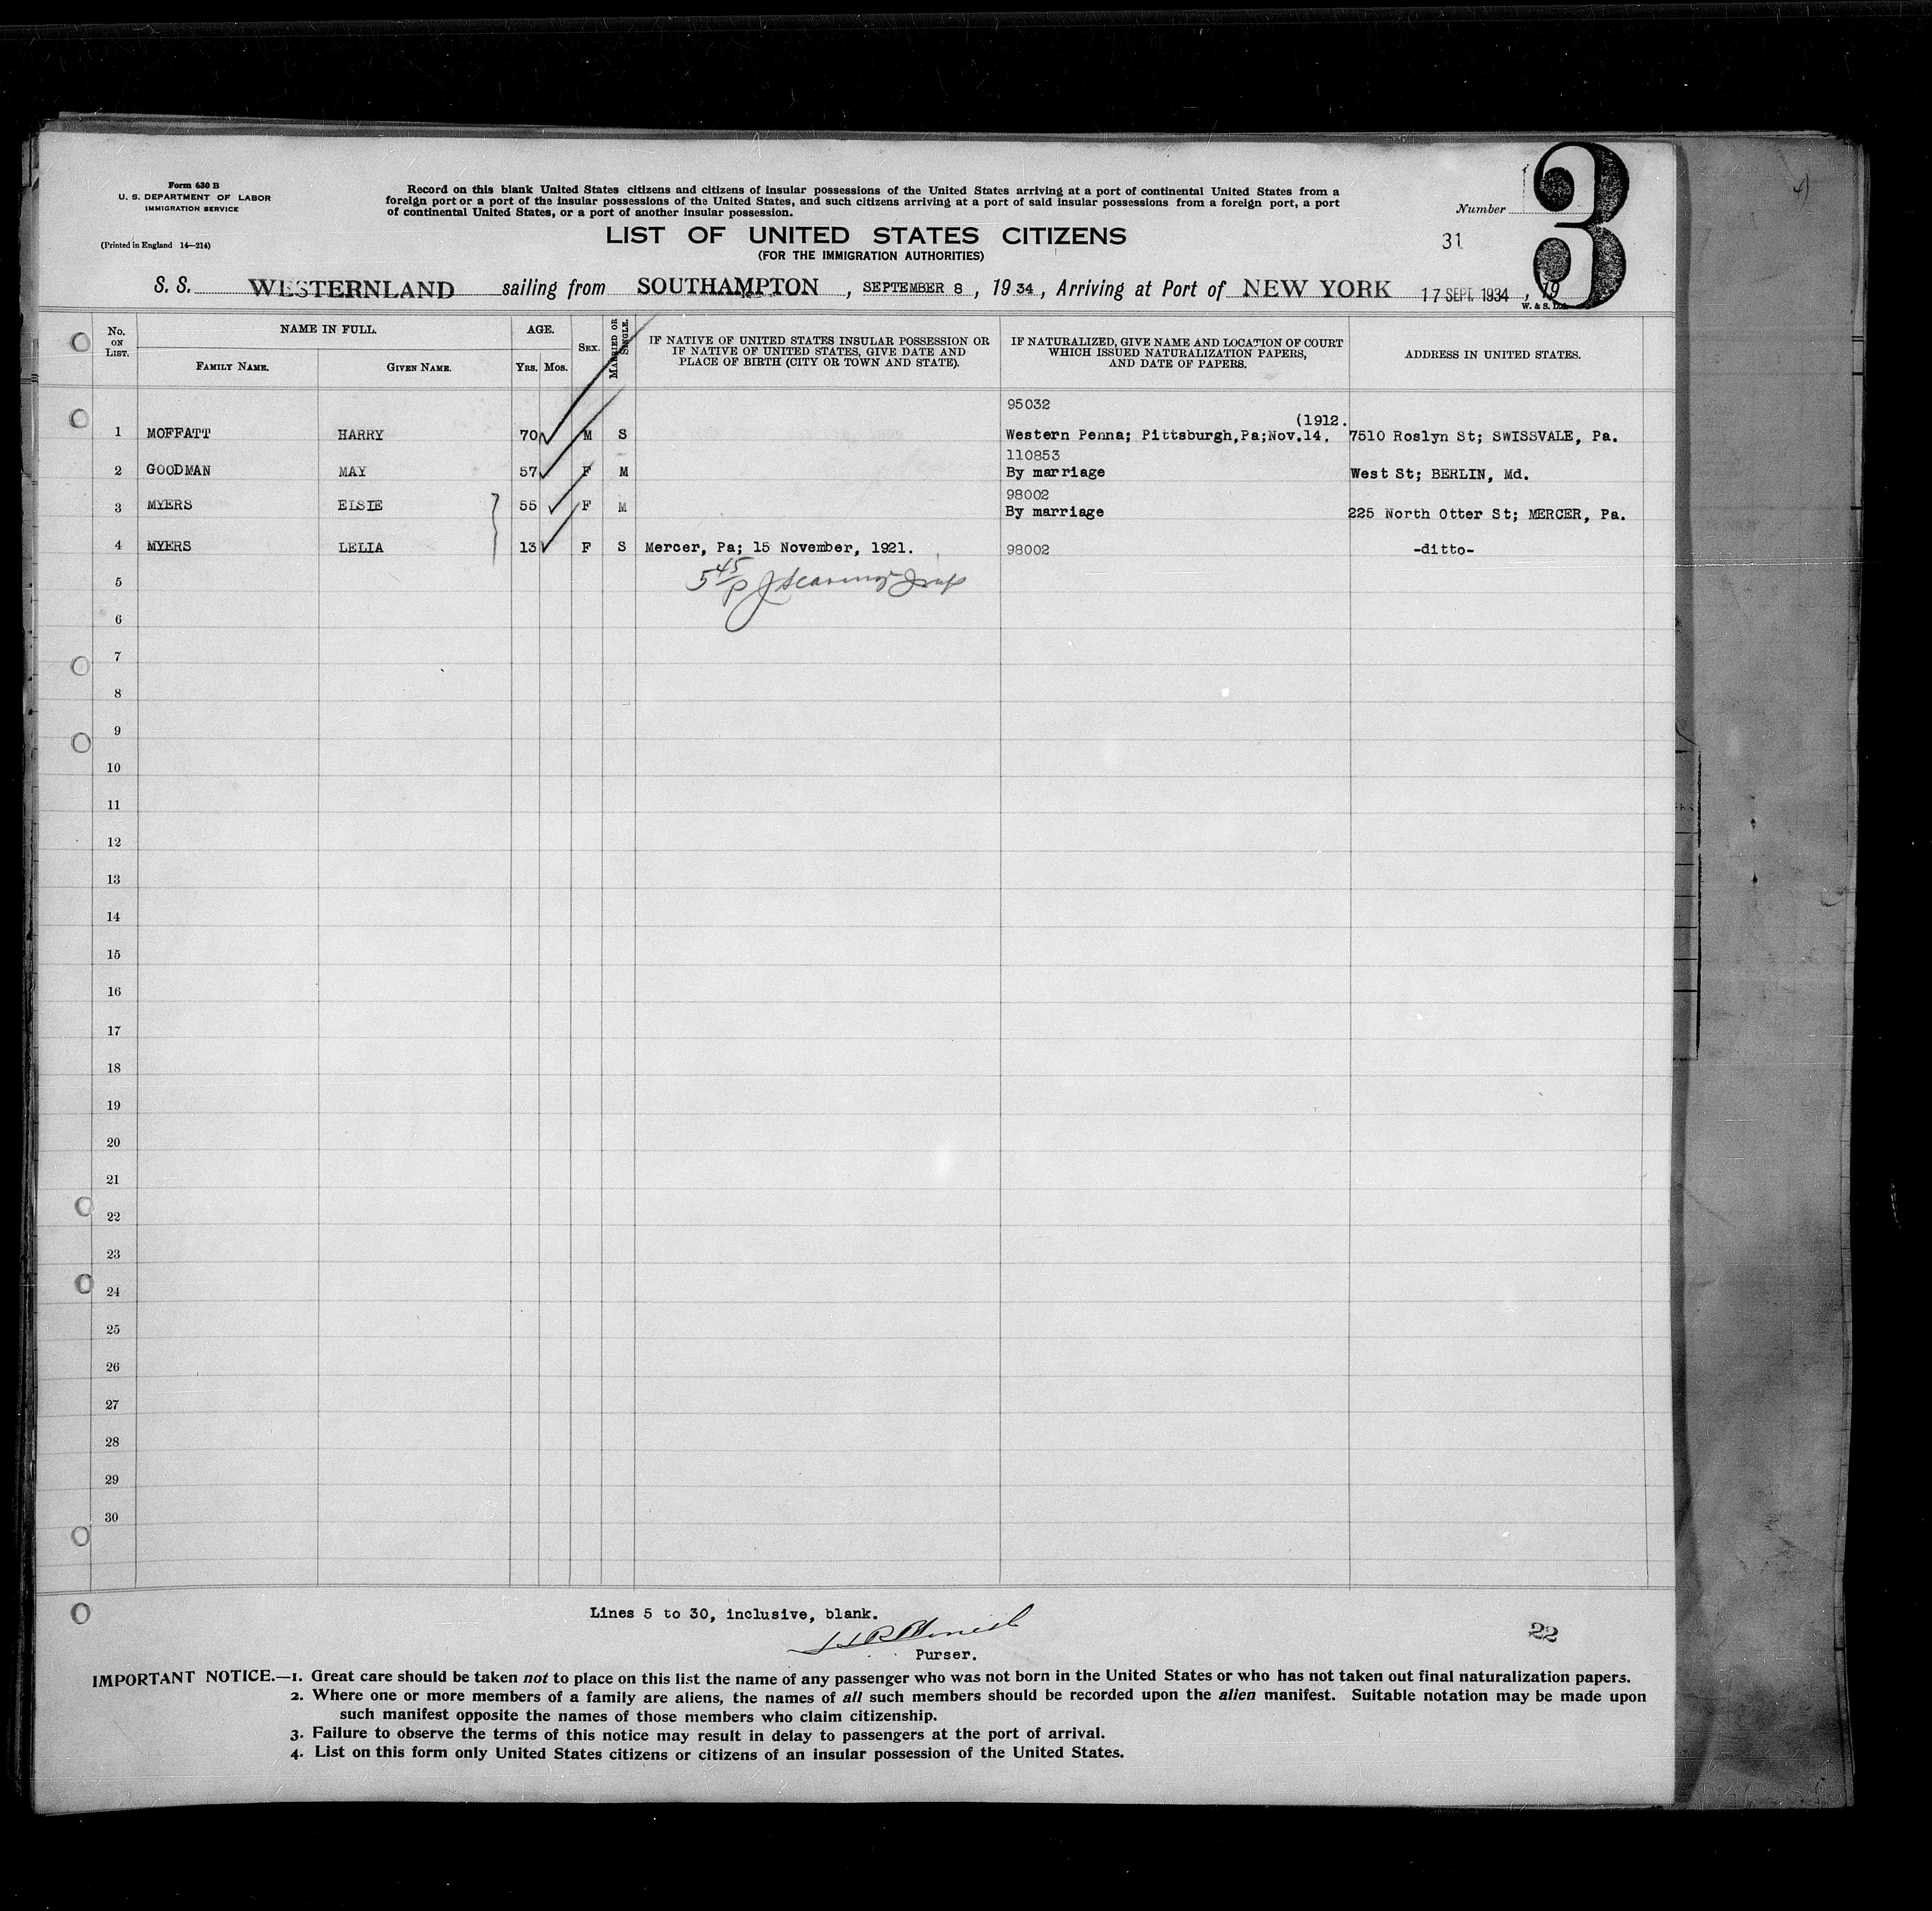 Form 630 B
U. S. DEPARTMENT OF LABOR
IMMIGRATION SERVICE
(Printed in England 14—214)
Record on this blank United States citizens and citizens of insular possessions of the United States arriving at a port of continental United States from a
foreign port or a port of the insular possessions of the United States, and such citizens arriving at a port of said insular possessions from a foreign port, a port
of continental United States, or a port of another insular possession.
Number
3
31
LIST OF UNITED STATES CITIZENS
(FOR THE IMMIGRATION AUTHORITIES)
S. S. WESTERNLAND sailing from SOUTHAMPTON, SEPTEMBER 8, 1934, Arriving at Port of NEW YORK 17 SEPT. 1934, 19
W. & S. Ltd.
No. ON LIST.
NAME IN FULL.
FAMILY NAME.
GIVEN NAME.
AGE.
YRS. MOS.
SEX.
MARRIED OR SINGLE.
IF NATIVE OF UNITED STATES INSULAR POSSESSION OR
IF NATIVE OF UNITED STATES, GIVE DATE AND
PLACE OF BIRTH (CITY OR TOWN AND STATE).
IF NATURALIZED, GIVE NAME AND LOCATION OF COURT
WHICH ISSUED NATURALIZATION PAPERS,
AND DATE OF PAPERS.
ADDRESS IN UNITED STATES.
95032
(1912.
1 MOFFATT HARRY 70 M S Western Penna; Pittsburgh,Pa;Nov.14, 7510 Roslyn St; SWISSVALE, Pa.
110853
2 GOODMAN MAY 57 F M By marriage West St; BERLIN, Md.
98002
3 MYERS ELSIE 55 F M By marriage 225 North Otter St; MERCER, Pa.
4 MYERS LELIA 13 F S Mercer, Pa; 15 November, 1921. 98002 -ditto-
5 5 45/P
6
7
8
9
10
11
12
13
14
15
16
17
18
19
20
21
22
23
24
25
26
27
28
29
30
Lines 5 to 30, inclusive, blank.
Purser.
22
IMPORTANT NOTICE.—1. Great care should be taken not to place on this list the name of any passenger who was not born in the United States or who has not taken out final naturalization papers.
2. Where one or more members of a family are aliens, the names of all such members should be recorded upon the alien manifest. Suitable notation may be made upon
such manifest opposite the names of those members who claim citizenship.
3. Failure to observe the terms of this notice may result in delay to passengers at the port of arrival.
4. List on this form only United States citizens or citizens of an insular possession of the United States.